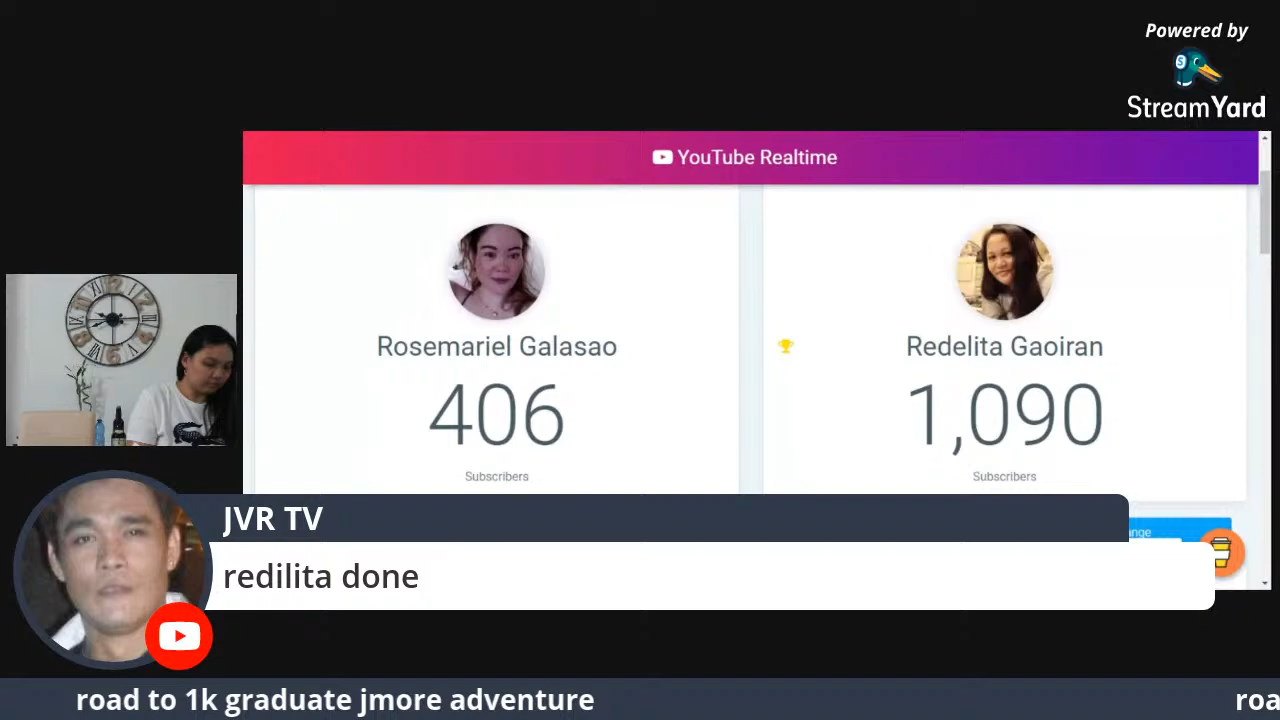 Powered by
StreamYard
YouTube Realtime
Rosemariel Galasao
406
Subscribers
Redelita Gaoiran
1,090
Subscribers
JVR TV
redilita done
road to 1k graduate jmore adventure